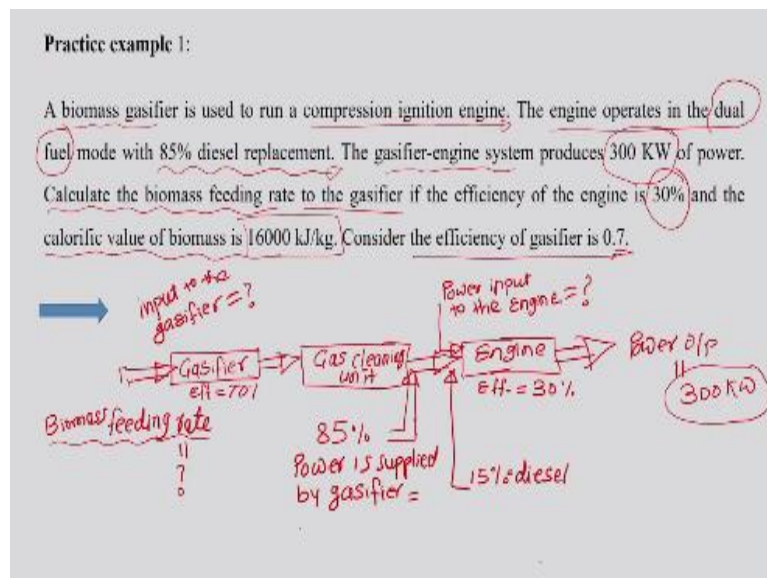 Practice example 1:
A biomass gasifier is used to run a compression ignition engine. The engine operates in the dual
fuel mode with 85% diesel replacement. The gasifier-engine system produces 300 KW of power.
Calculate the biomass feeding rate to the gasifier if the efficiency of the engine is 30% and the
calorific value of biomass is 16000 kJ/kg. Consider the efficiency of gasifier is 0.7.
input to the
gasifier = ?
Power input
to the Engine = ?
Gasifier
Eff = 70%
Gas cleaning
unit
Engine
Eff. = 30%
Power O/P
=
300 KW
Biomass feeding rate
=
?
85%
Power is supplied
by gasifier =
15% diesel